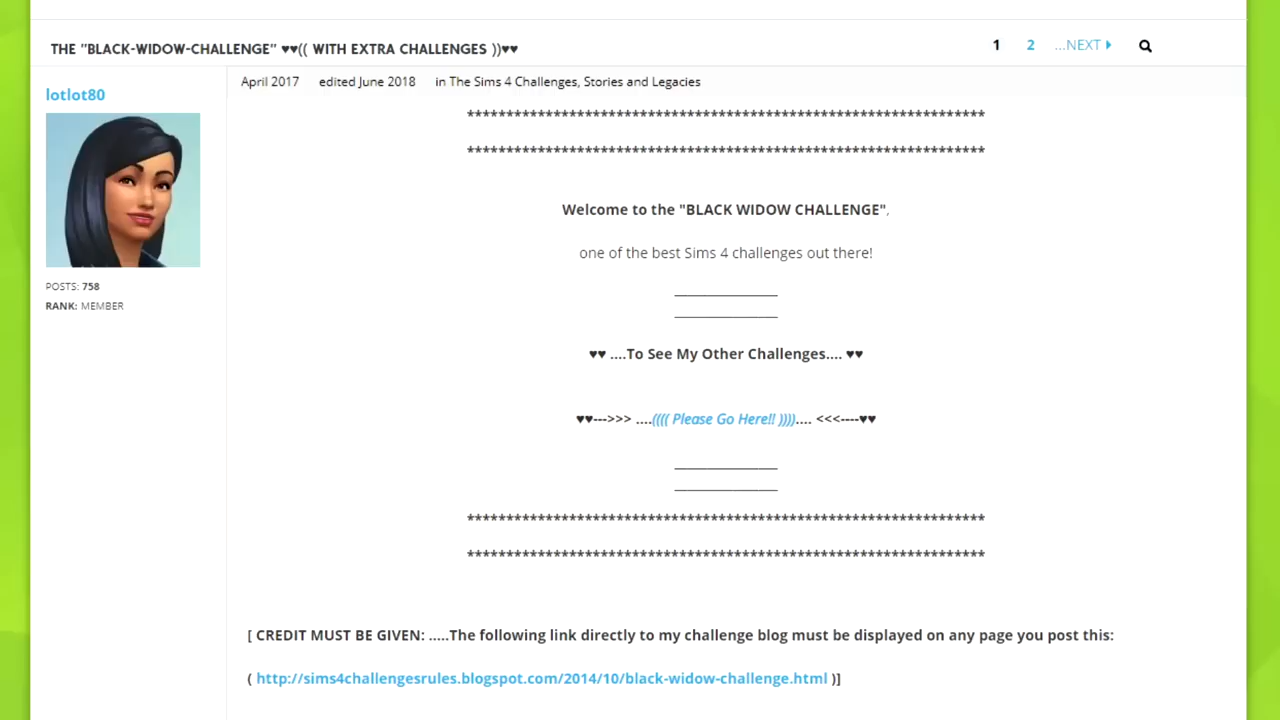 THE "BLACK-WIDOW-CHALLENGE" ♥♥(( WITH EXTRA CHALLENGES ))♥♥
1 2 ...NEXT
lotlot80
April 2017 edited June 2018 in The Sims 4 Challenges, Stories and Legacies
POSTS: 758
RANK: MEMBER
********************************************************************
********************************************************************
Welcome to the "BLACK WIDOW CHALLENGE",
one of the best Sims 4 challenges out there!
________________
________________
♥♥ ....To See My Other Challenges.... ♥♥
♥♥--->>> ....(((( Please Go Here!! )))).... <<<----♥♥
________________
________________
********************************************************************
********************************************************************
[ CREDIT MUST BE GIVEN: .....The following link directly to my challenge blog must be displayed on any page you post this:
( http://sims4challengesrules.blogspot.com/2014/10/black-widow-challenge.html )]